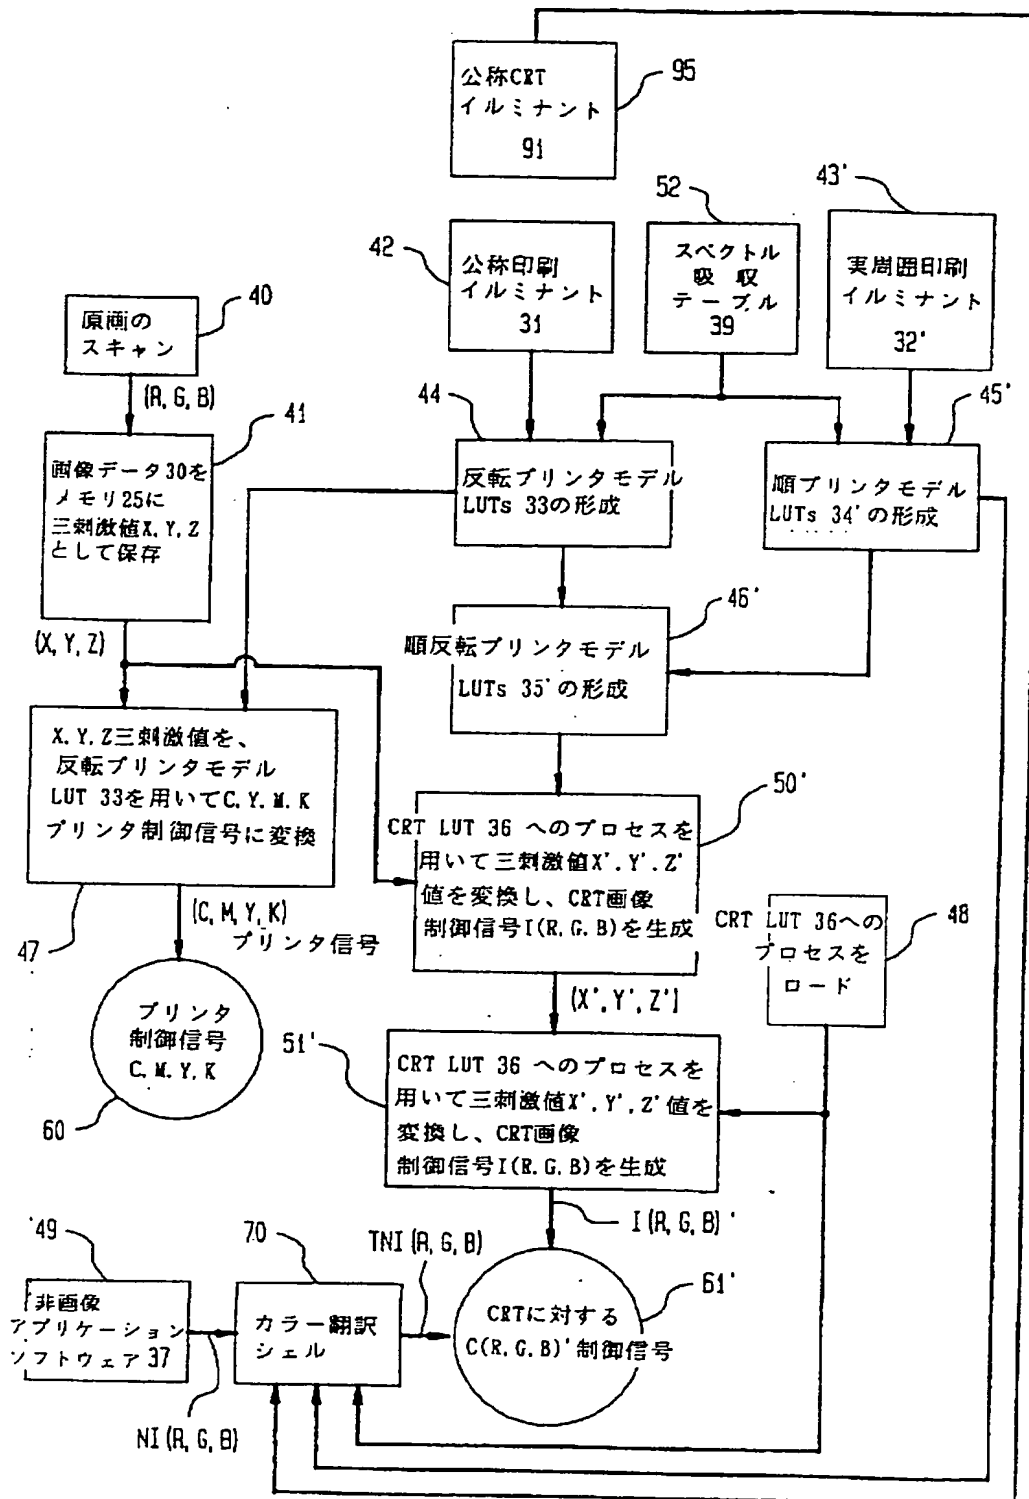 公称CRT
イルミナント
91
95
52
43'
42
公称印刷
イルミナント
31
スペクトル
吸収
テーブル
39
実周囲印刷
イルミナント
32'
40
原画の
スキャン
(R, G, B)
41
44
45'
画像データ30を
メモリ25に
三刺激値X, Y, Z
として保存
反転プリンタモデル
LUTs 33の形成
順プリンタモデル
LUTs 34'の形成
(X, Y, Z)
46'
順反転プリンタモデル
LUTs 35'の形成
X, Y, Z三刺激値を、
反転プリンタモデル
LUT 33を用いてC, Y, M, K
プリンタ制御信号に変換
50'
CRT LUT 36 へのプロセスを
用いて三刺激値X', Y', Z'
値を変換し、CRT画像
制御信号I(R, G, B)を生成
47
(C, M, Y, K)
プリンタ信号
48
CRT LUT 36への
プロセスを
ロード
(X', Y', Z']
プリンタ
制御信号
C, M, Y, K
60
51'
CRT LUT 36 へのプロセスを
用いて三刺激値X', Y', Z'値を
変換し、CRT画像
制御信号I(R, G, B)を生成
I(R, G, B)'
49
70
TNI(R, G, B)
61'
非画像
アプリケーション
ソフトウェア37
カラー翻訳
シェル
CRTに対する
C(R, G, B)'制御信号
NI(R, G, B)